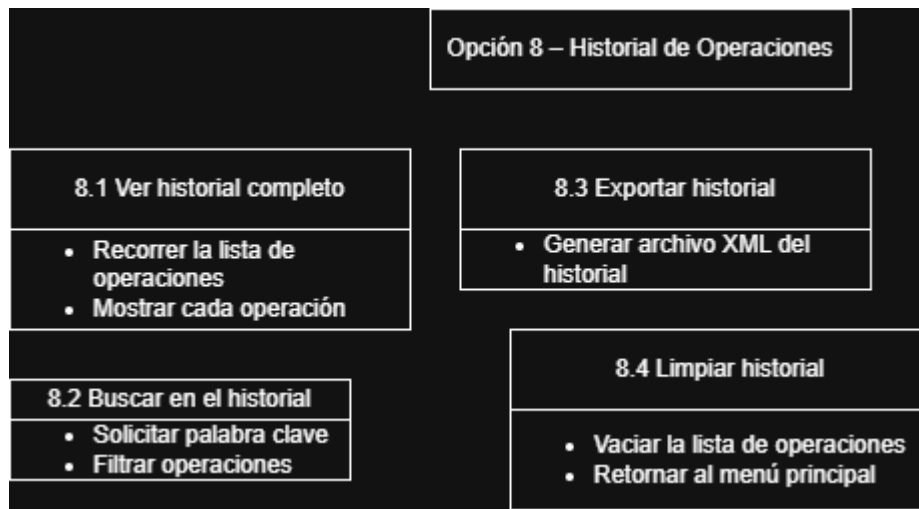 Opción 8 – Historial de Operaciones
8.1 Ver historial completo
• Recorrer la lista de
operaciones
• Mostrar cada operación
8.2 Buscar en el historial
• Solicitar palabra clave
• Filtrar operaciones
8.3 Exportar historial
• Generar archivo XML del
historial
8.4 Limpiar historial
• Vaciar la lista de operaciones
• Retornar al menú principal